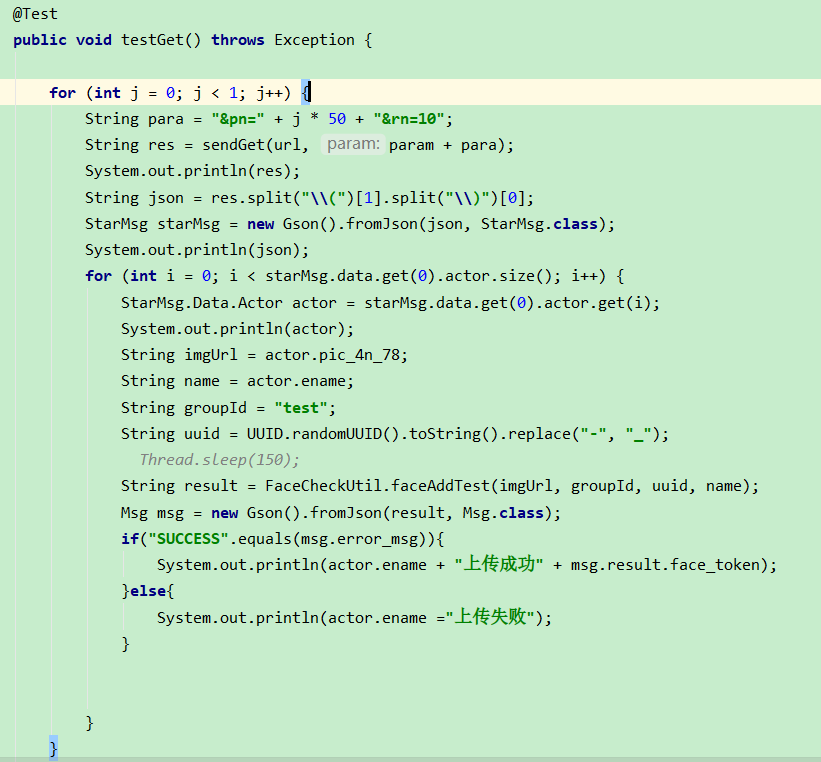 @Test
public void testGet() throws Exception {
for (int j = 0; j < 1; j++) {
String para = "&pn=" + j * 50 + "&rn=10";
String res = sendGet(url, param: param + para);
System.out.println(res);
String json = res.split("\\(")[1].split("\\)")[0];
StarMsg starMsg = new Gson().fromJson(json, StarMsg.class);
System.out.println(json);
for (int i = 0; i < starMsg.data.get(0).actor.size(); i++) {
StarMsg.Data.Actor actor = starMsg.data.get(0).actor.get(i);
System.out.println(actor);
String imgUrl = actor.pic_4n_78;
String name = actor.ename;
String groupId = "test";
String uuid = UUID.randomUUID().toString().replace("-", "_");
Thread.sleep(150);
String result = FaceCheckUtil.faceAddTest(imgUrl, groupId, uuid, name);
Msg msg = new Gson().fromJson(result, Msg.class);
if("SUCCESS".equals(msg.error_msg)){
System.out.println(actor.ename + "上传成功" + msg.result.face_token);
}else{
System.out.println(actor.ename ="上传失败");
}
}
}